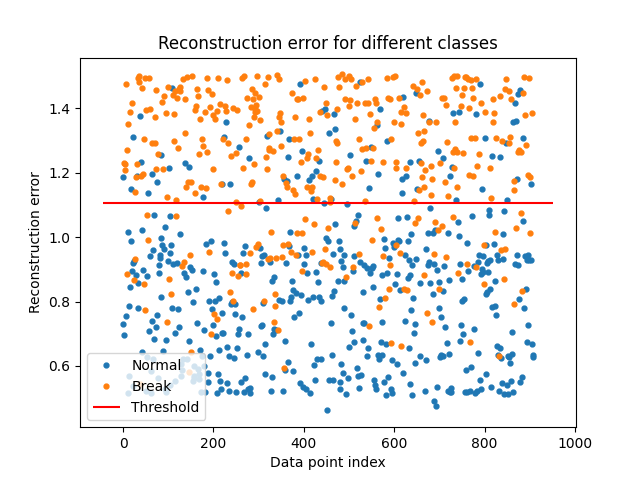 Reconstruction error for different classes
Reconstruction error
1.4
1.2
1.0
0.8
0.6
Normal
Break
Threshold
0 200 400 600 800 1000
Data point index